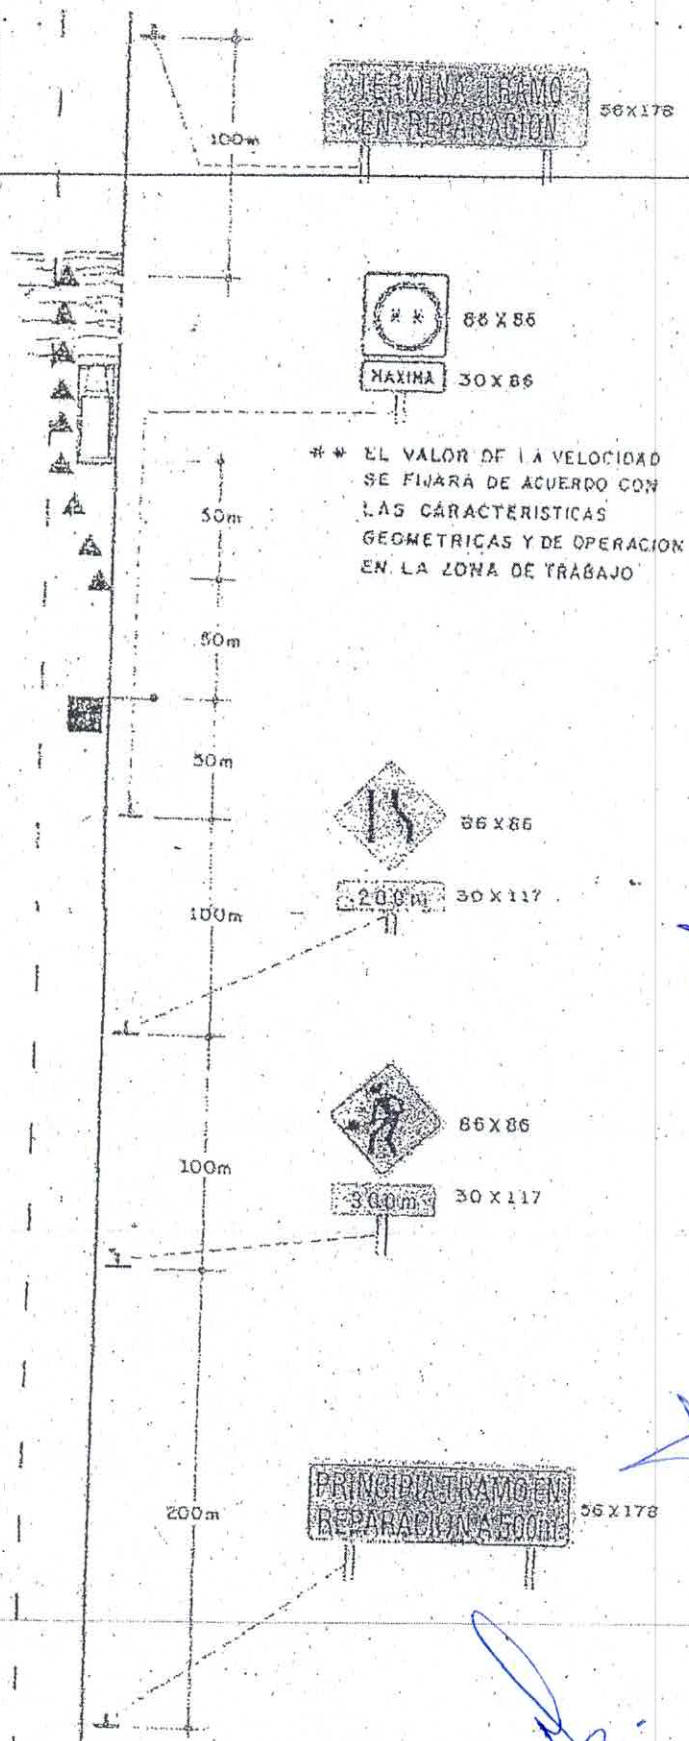 TERMINA TRAMO
EN REPARACION
56X178
100m
* *
86X86
MAXIMA
30X86
** EL VALOR DE LA VELOCIDAD
SE FIJARÁ DE ACUERDO CON
LAS CARACTERISTICAS
GEOMETRICAS Y DE OPERACION
EN LA ZONA DE TRABAJO
50m
50m
50m
86X86
200m
30X117
100m
86X86
300m
30X117
100m
PRINCIPIA TRAMO EN
REPARACION A 500m
56X178
200m